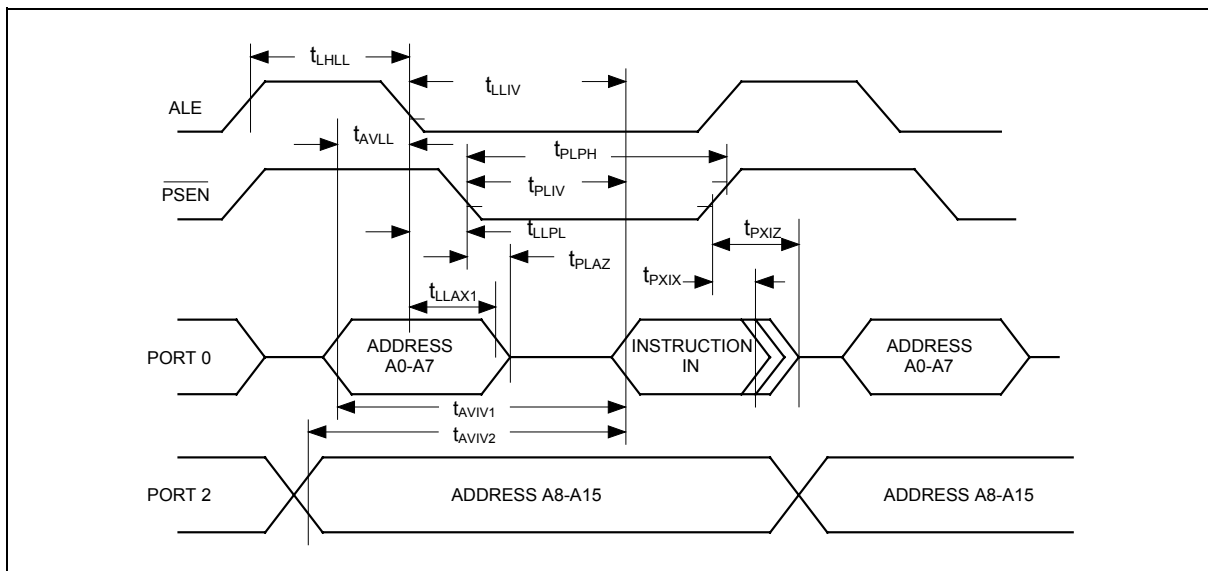 tLHLL
tLLIV
ALE
tAVLL
tPLPH
PSEN
tPLIV
tLLPL
tPXIZ
tPLAZ
tPXIX
tLLAX1
PORT 0
ADDRESS
A0-A7
INSTRUCTION
IN
ADDRESS
A0-A7
tAVIV1
tAVIV2
PORT 2
ADDRESS A8-A15
ADDRESS A8-A15